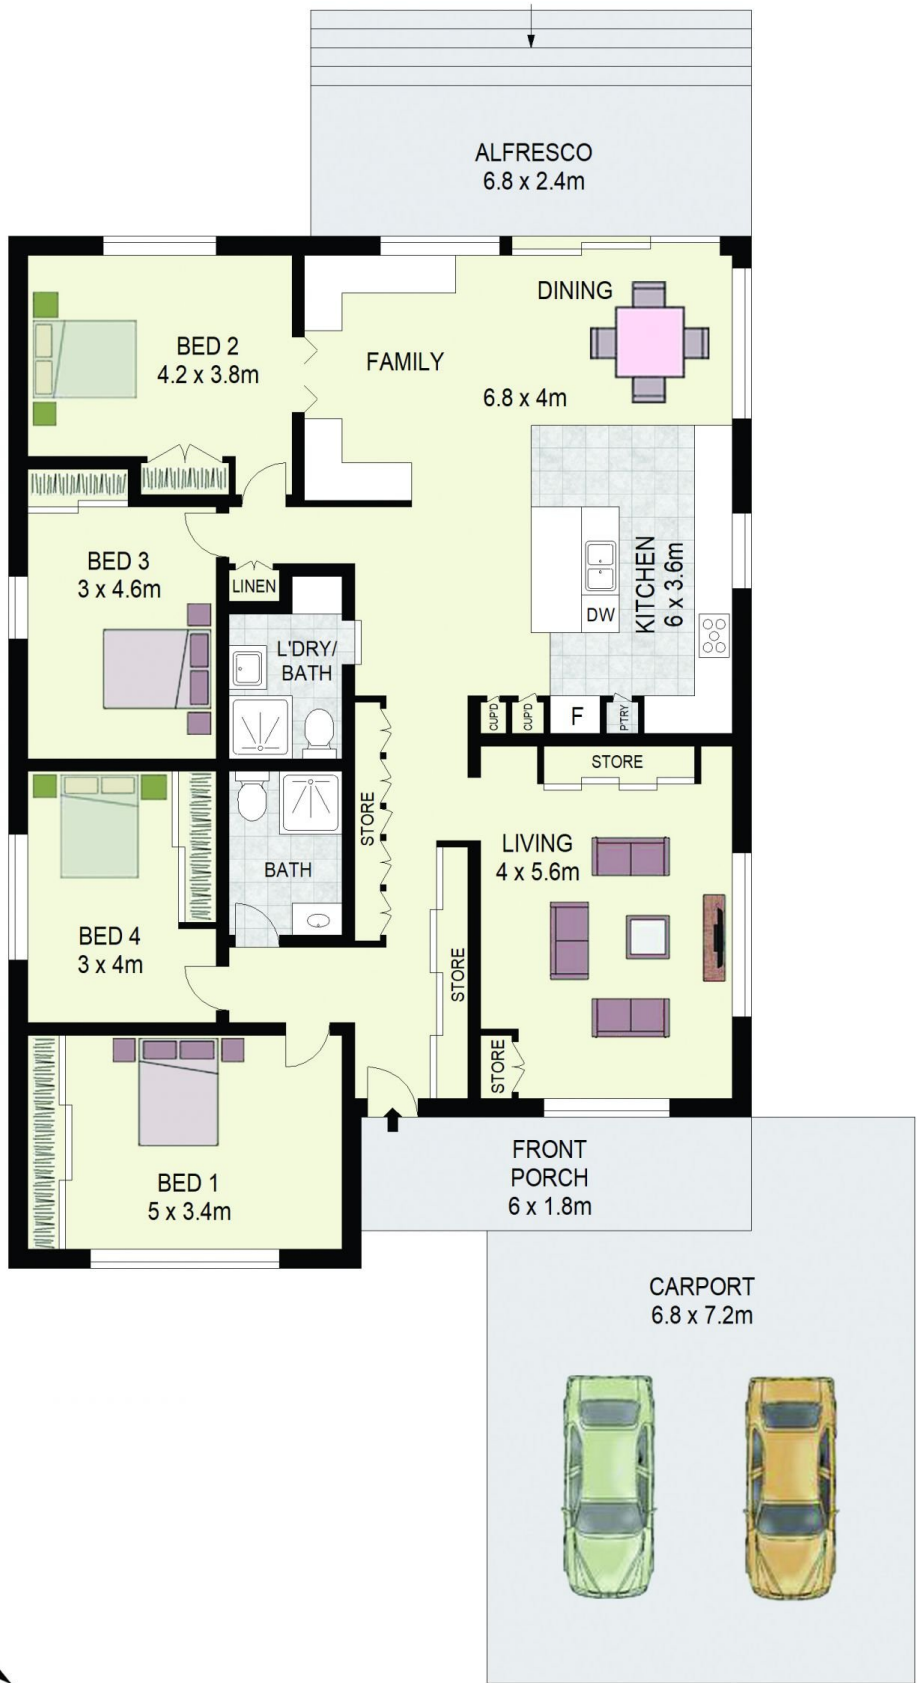 ALFRESCO
6.8 x 2.4m
DINING
BED 2
4.2 x 3.8m
FAMILY
6.8 x 4m
BED 3
3 x 4.6m
LINEN
KITCHEN
6 x 3.6m
DW
L'DRY/
BATH
CUP'D
CUP'D
F
P'TRY
STORE
STORE
LIVING
4 x 5.6m
BATH
BED 4
3 x 4m
STORE
STORE
FRONT
PORCH
6 x 1.8m
BED 1
5 x 3.4m
CARPORT
6.8 x 7.2m